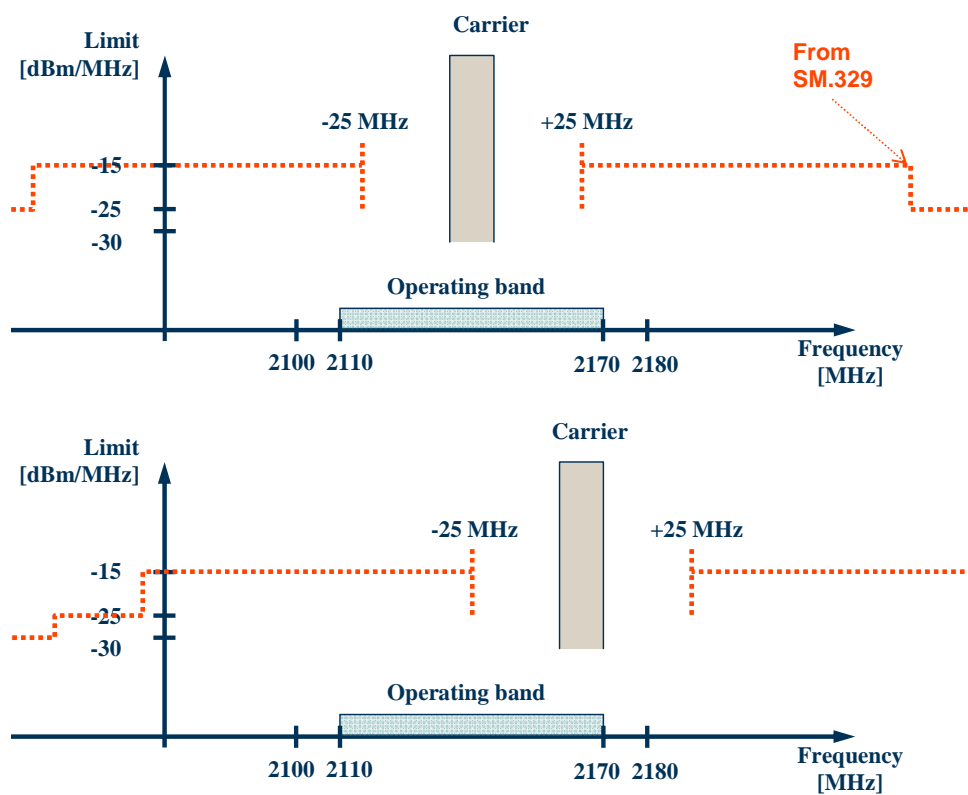 Carrier
Limit
[dBm/MHz]
From
SM.329
-25 MHz
+25 MHz
-15
-25
-30
Operating band
2100
2110
2170
2180
Frequency
[MHz]
Carrier
Limit
[dBm/MHz]
-25 MHz
+25 MHz
-15
-25
-30
Operating band
2100
2110
2170
2180
Frequency
[MHz]